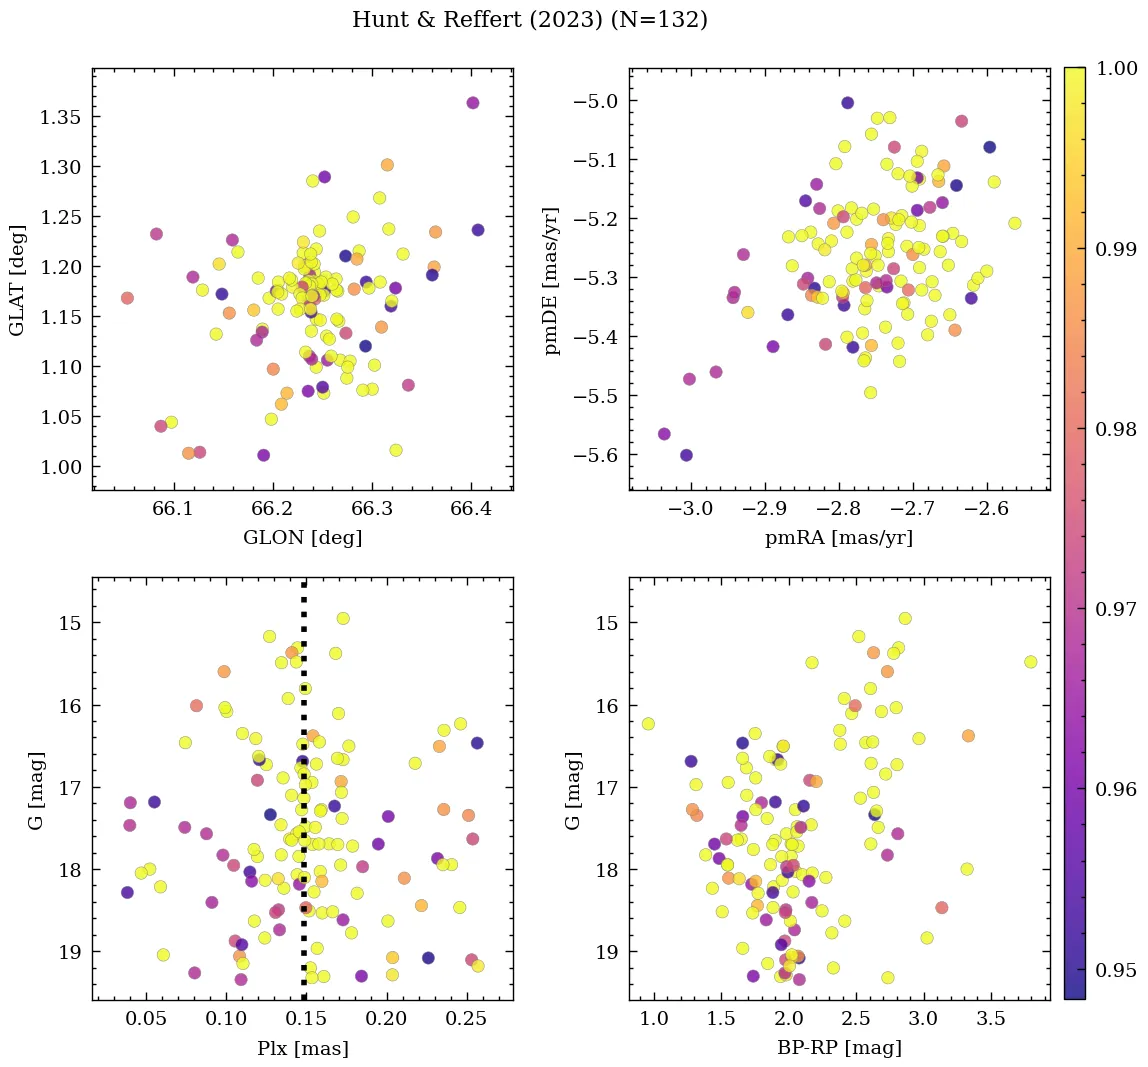 Hunt & Reffert (2023) (N=132)
1.35
1.30
1.25
1.20
1.15
1.10
1.05
1.00
GLAT [deg]
66.1 66.2 66.3 66.4
GLON [deg]
−5.0
−5.1
−5.2
−5.3
−5.4
−5.5
−5.6
pmDE [mas/yr]
−3.0 −2.9 −2.8 −2.7 −2.6
pmRA [mas/yr]
1.00
0.99
0.98
0.97
0.96
0.95
15
16
17
18
19
G [mag]
0.05 0.10 0.15 0.20 0.25
Plx [mas]
15
16
17
18
19
G [mag]
1.0 1.5 2.0 2.5 3.0 3.5
BP-RP [mag]